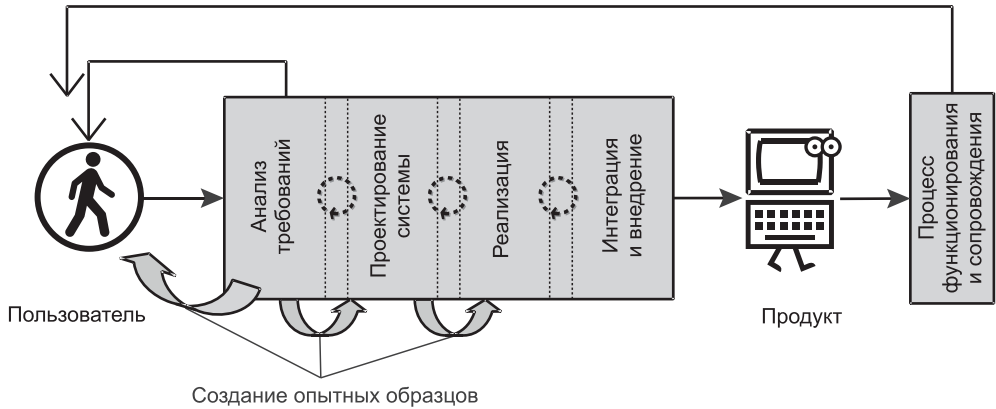 Пользователь
Анализ
требований
Проектирование
системы
Реализация
Интеграция
и внедрение
Продукт
Процесс
функционирования
и сопровождения
Создание опытных образцов